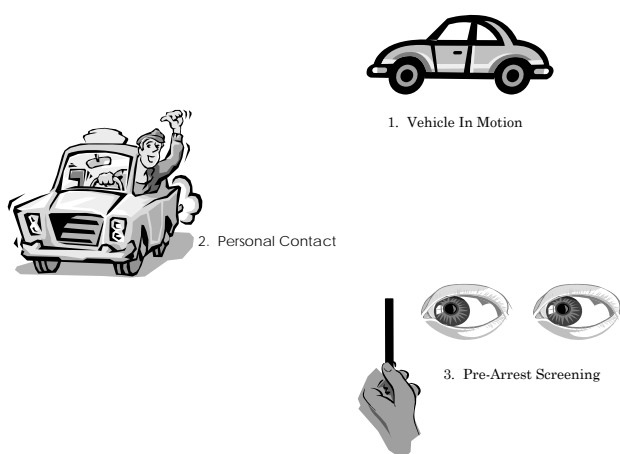 1. Vehicle In Motion
2. Personal Contact
3. Pre-Arrest Screening